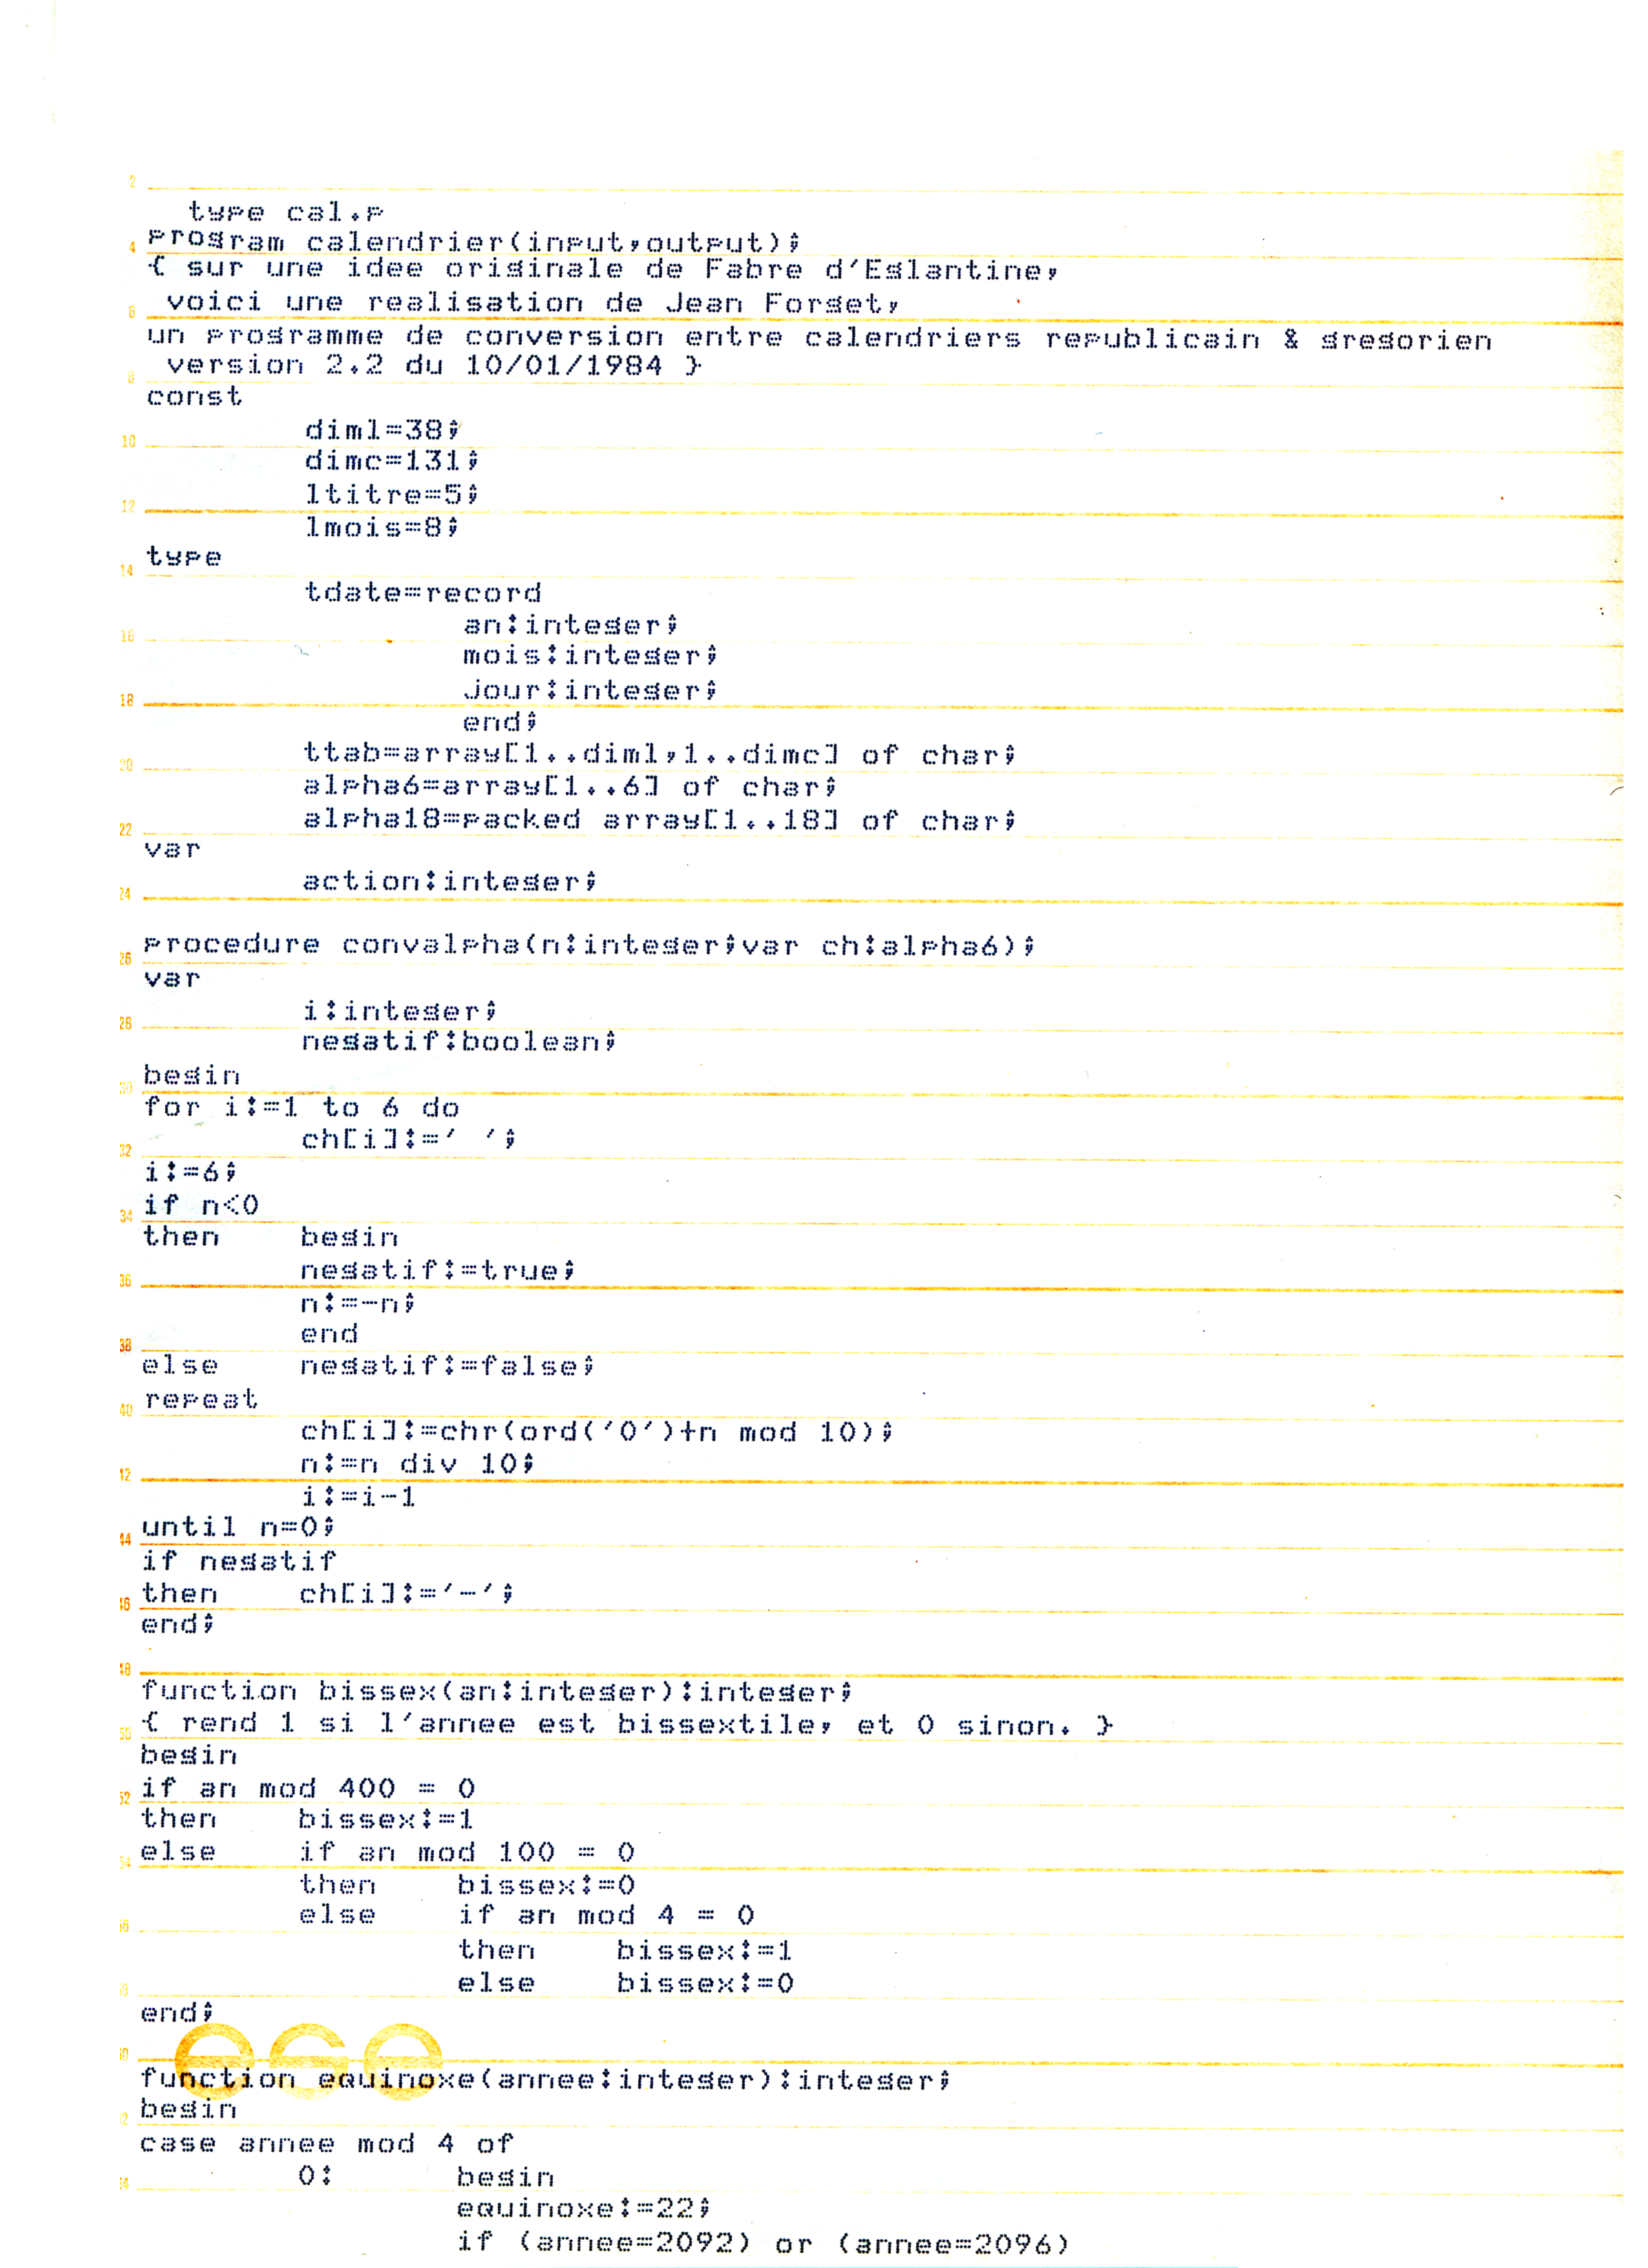 type cal.p
program calendrier(input,output);
{ sur une idee originale de Fabre d'Eglantine,
voici une realisation de Jean Forget,
un programme de conversion entre calendriers republicain & gregorien
version 2.2 du 10/01/1984 }
const
diml=38;
dimc=131;
ltitre=5;
lmois=8;
type
tdate=record
an:integer;
mois:integer;
jour:integer;
end;
ttab=array[1..diml,1..dimc] of char;
alpha6=array[1..6] of char;
alpha18=packed array[1..18] of char;
var
action:integer;
procedure convalpha(n:integer;var ch:alpha6);
var
i:integer;
negatif:boolean;
begin
for i:=1 to 6 do
ch[i]:=' ';
i:=6;
if n<0
then begin
negatif:=true;
n:=-n;
end
else negatif:=false;
repeat
ch[i]:=chr(ord('0')+n mod 10);
n:=n div 10;
i:=i-1
until n=0;
if negatif
then ch[i]:='-';
end;
function bissex(an:integer):integer;
{ rend 1 si l'annee est bissextile, et 0 sinon. }
begin
if an mod 400 = 0
then bissex:=1
else if an mod 100 = 0
then bissex:=0
else if an mod 4 = 0
then bissex:=1
else bissex:=0
end;
ese
function equinoxe(annee:integer):integer;
begin
case annee mod 4 of
0: begin
equinoxe:=22;
if (annee=2092) or (annee=2096)